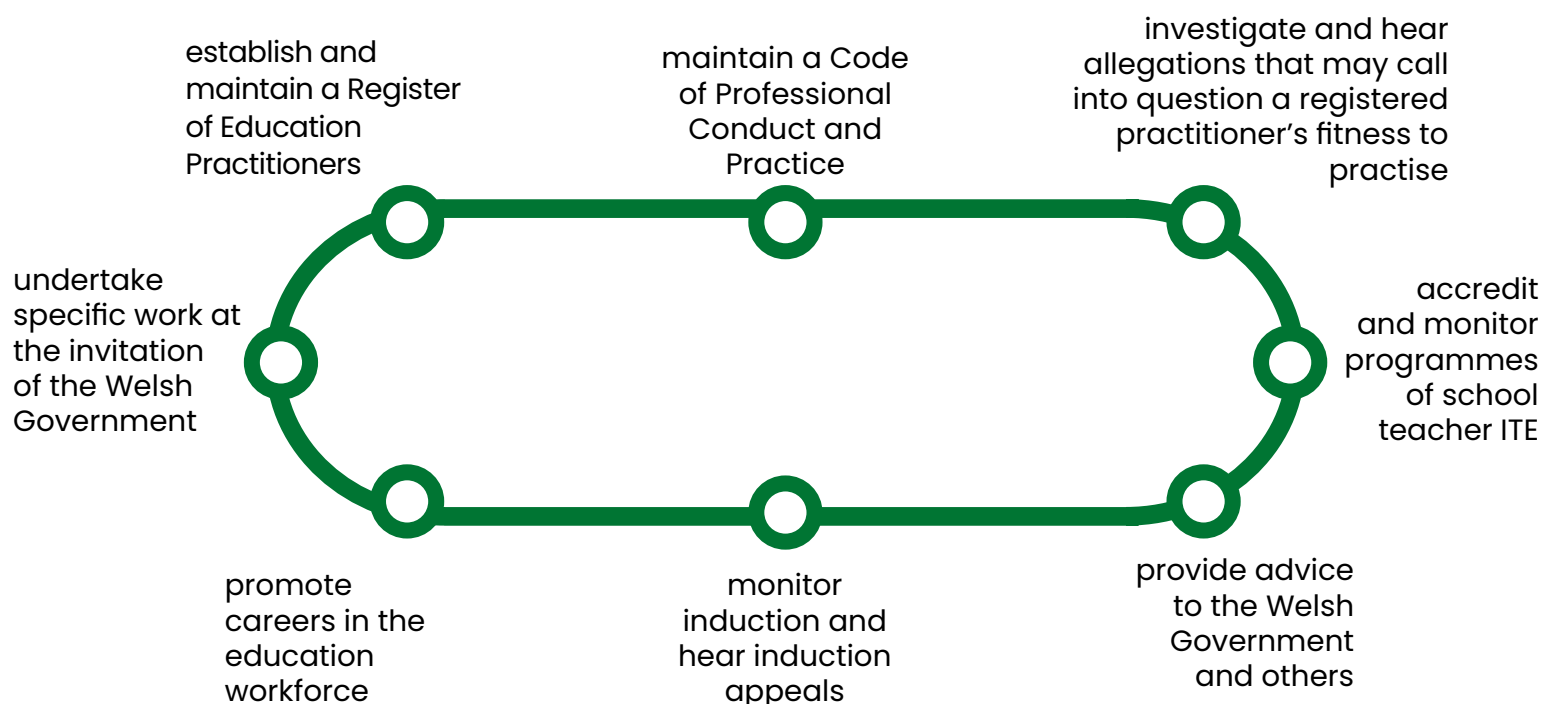 establish and
maintain a Register
of Education
Practitioners
maintain a Code
of Professional
Conduct and
Practice
investigate and hear
allegations that may call
into question a registered
practitioner’s fitness to
practise
accredit
and monitor
programmes
of school
teacher ITE
provide advice
to the Welsh
Government
and others
monitor
induction and
hear induction
appeals
promote
careers in the
education
workforce
undertake
specific work at
the invitation
of the Welsh
Government